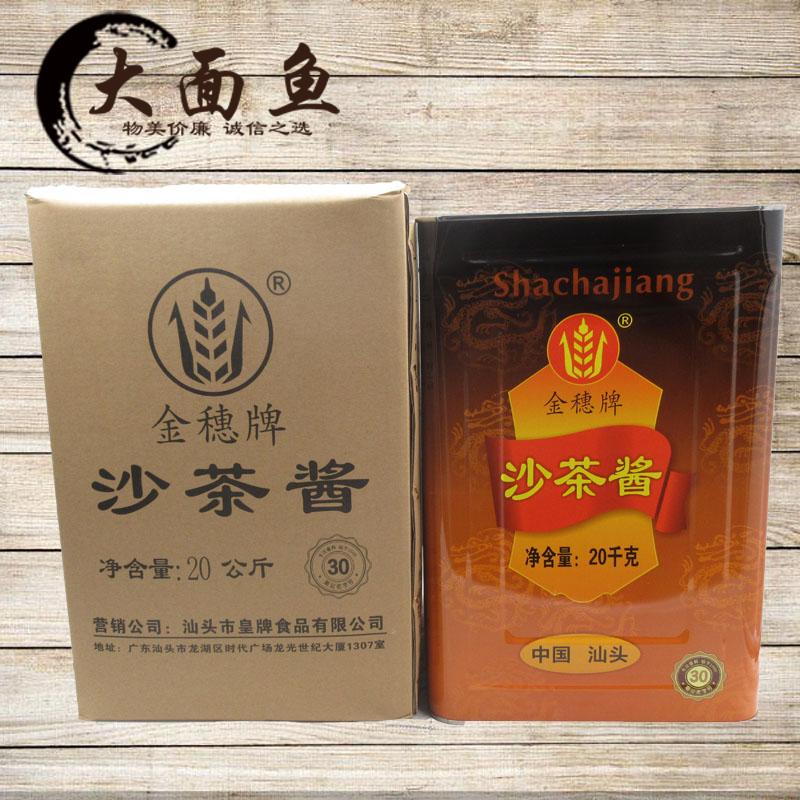 大面鱼
物美价廉 诚信之选
®
金穗牌
沙茶酱
净含量:20 公斤
30
营销公司：汕头市皇牌食品有限公司
地址：广东汕头市龙湖区时代广场龙光世纪大厦1307室
Shachajiang
®
金穗牌
沙茶酱
净含量：20千克
中国 汕头
30